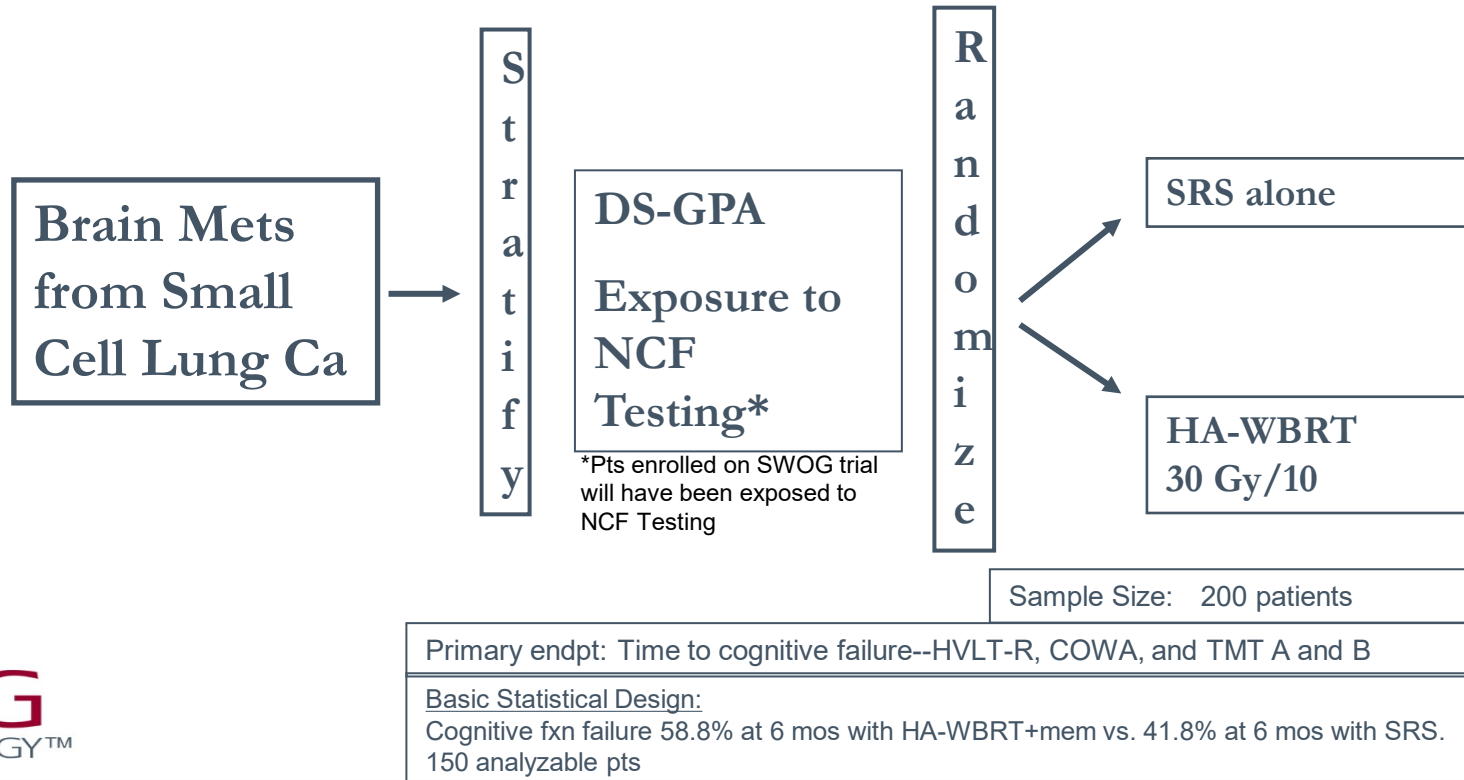 Brain Mets
from Small
Cell Lung Ca
Stratify
DS-GPA
Exposure to
NCF
Testing*
*Pts enrolled on SWOG trial
will have been exposed to
NCF Testing
Randomize
SRS alone
HA-WBRT
30 Gy/10
Sample Size: 200 patients
Primary endpt: Time to cognitive failure--HVLT-R, COWA, and TMT A and B
Basic Statistical Design:
Cognitive fxn failure 58.8% at 6 mos with HA-WBRT+mem vs. 41.8% at 6 mos with SRS.
150 analyzable pts
G
GY™